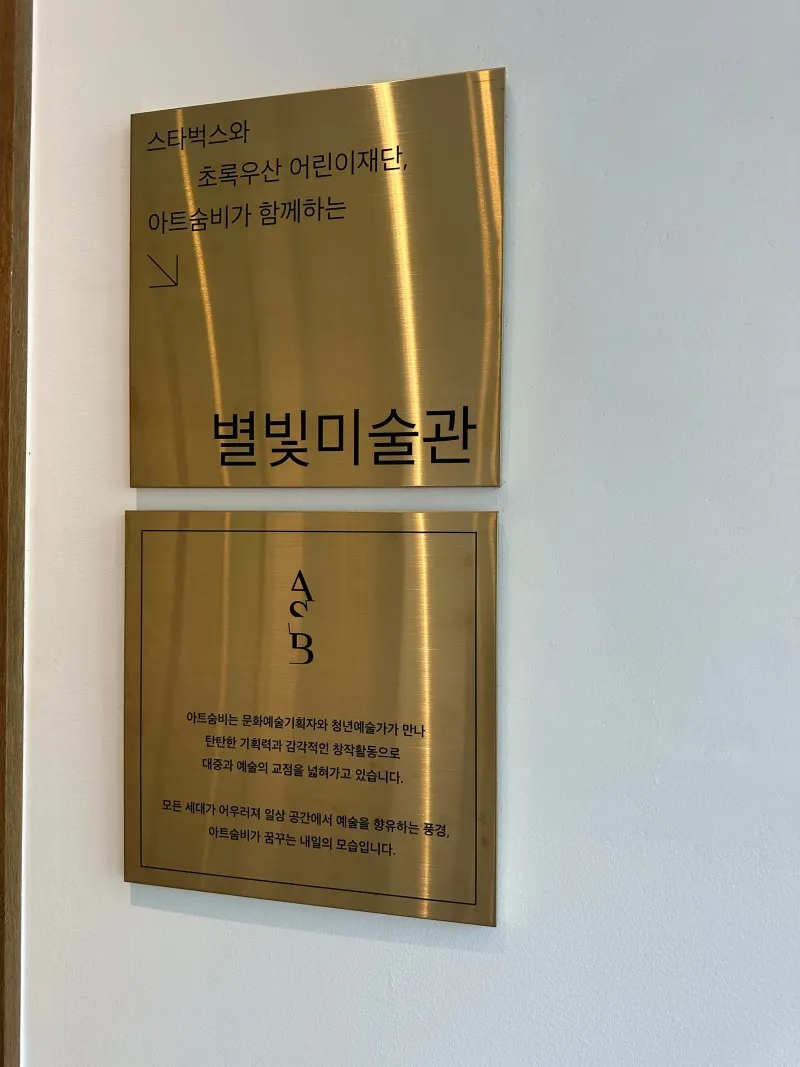 스타벅스와
초록우산 어린이재단,
아트숨비가 함께하는
별빛미술관
A
S
B
아트숨비는 문화예술기획자와 청년예술가가 만나
탄탄한 기획력과 감각적인 창작활동으로
대중과 예술의 교점을 넓혀가고 있습니다.
모든 세대가 어우러져 일상 공간에서 예술을 향유하는 풍경,
아트숨비가 꿈꾸는 내일의 모습입니다.